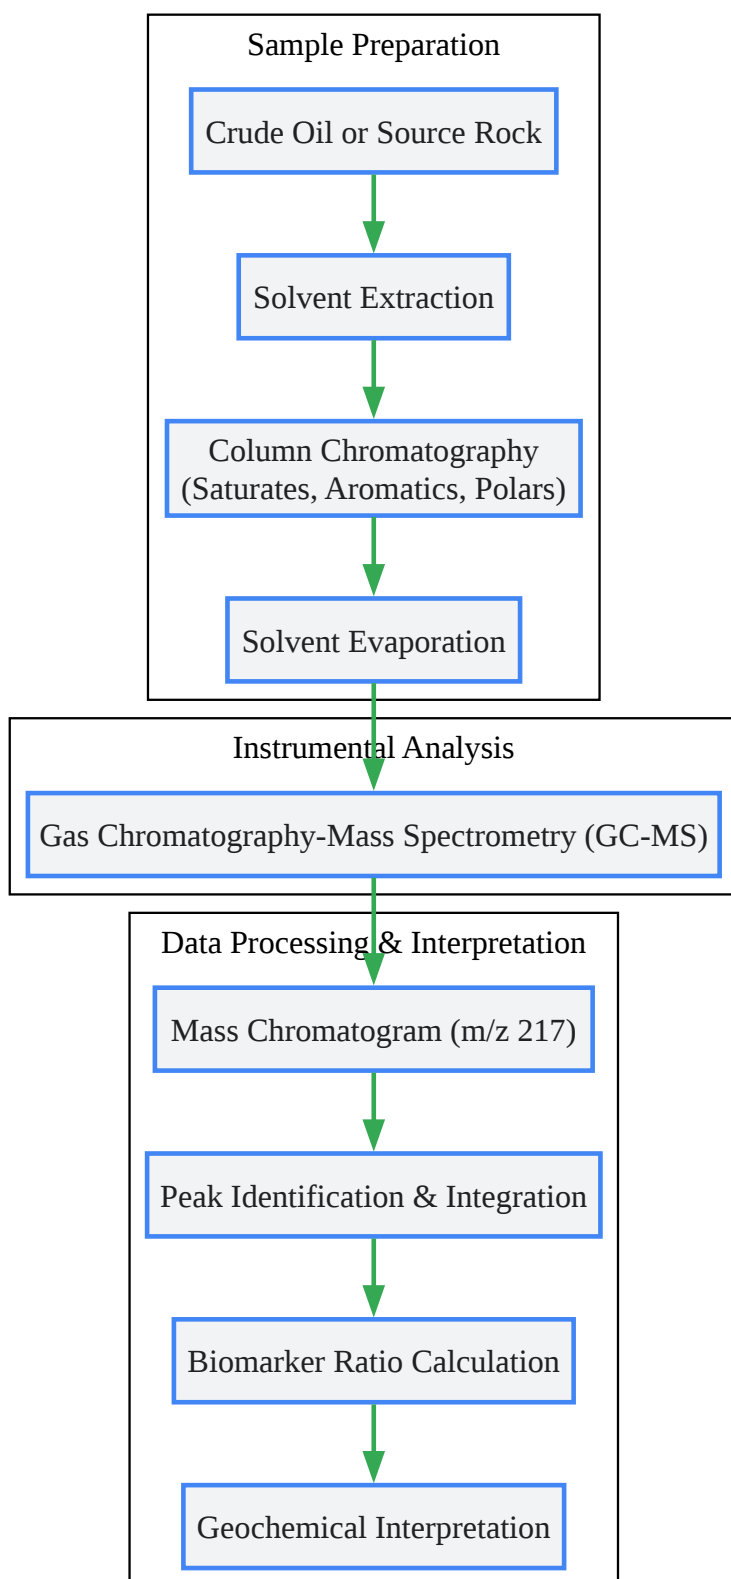 Sample Preparation
Crude Oil or Source Rock
Solvent Extraction
Column Chromatography
(Saturates, Aromatics, Polars)
Solvent Evaporation
Instrumental Analysis
Gas Chromatography-Mass Spectrometry (GC-MS)
Data Processing & Interpretation
Mass Chromatogram (m/z 217)
Peak Identification & Integration
Biomarker Ratio Calculation
Geochemical Interpretation